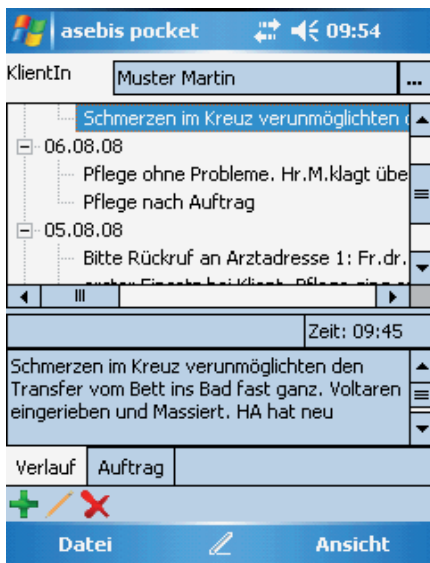 asebis pocket 09:54
KlientIn Muster Martin ...
Schmerzen im Kreuz verunmöglichten
06.08.08
Pflege ohne Probleme. Hr.M.klagt übe
Pflege nach Auftrag
05.08.08
Bitte Rückruf an Arztadresse 1: Fr.dr.
Zeit: 09:45
Schmerzen im Kreuz verunmöglichten den
Transfer vom Bett ins Bad fast ganz. Voltaren
eingerieben und Massiert. HA hat neu
Verlauf Auftrag
Datei Ansicht